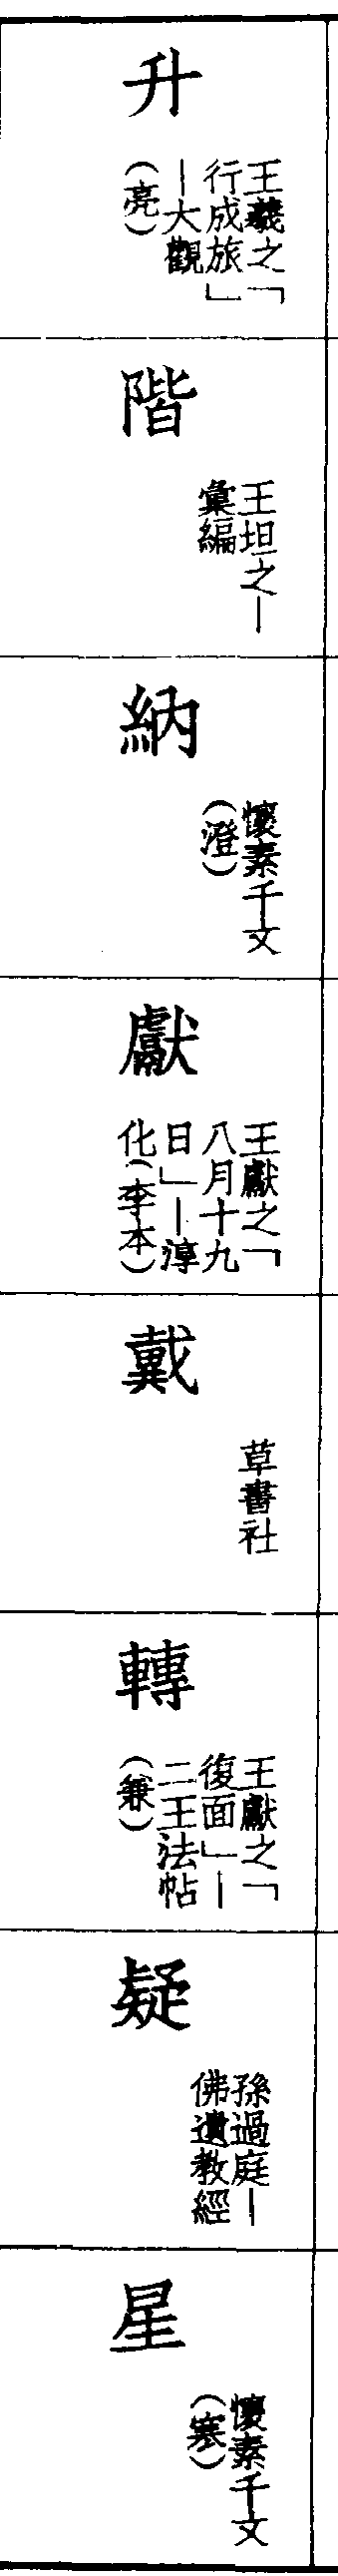 升
王羲之「
行成旅」
—大觀
(亮)
階
王坦之—
彙編
納
懷素千文
(澄)
獻
王獻之「
八月十九
日」—淳
化(李本)
戴
草書社
轉
王獻之「
復面」—
二王法帖
(兼)
疑
孫過庭—
佛遺教經
星
懷素千文
(寒)